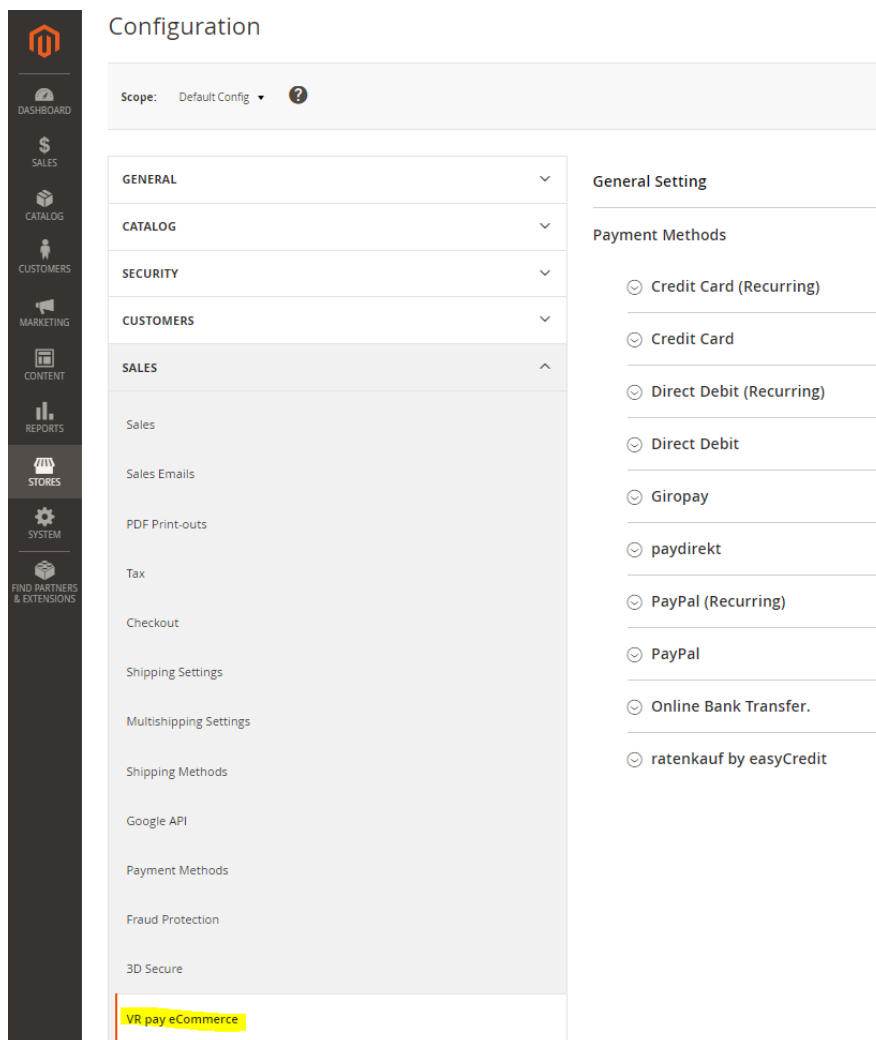 Configuration
DASHBOARD
SALES
CATALOG
CUSTOMERS
MARKETING
CONTENT
REPORTS
STORES
SYSTEM
FIND PARTNERS
& EXTENSIONS
Scope: Default Config
?
GENERAL
CATALOG
SECURITY
CUSTOMERS
SALES
Sales
Sales Emails
PDF Print-outs
Tax
Checkout
Shipping Settings
Multishipping Settings
Shipping Methods
Google API
Payment Methods
Fraud Protection
3D Secure
VR pay eCommerce
General Setting
Payment Methods
Credit Card (Recurring)
Credit Card
Direct Debit (Recurring)
Direct Debit
Giropay
paydirekt
PayPal (Recurring)
PayPal
Online Bank Transfer.
ratenkauf by easyCredit